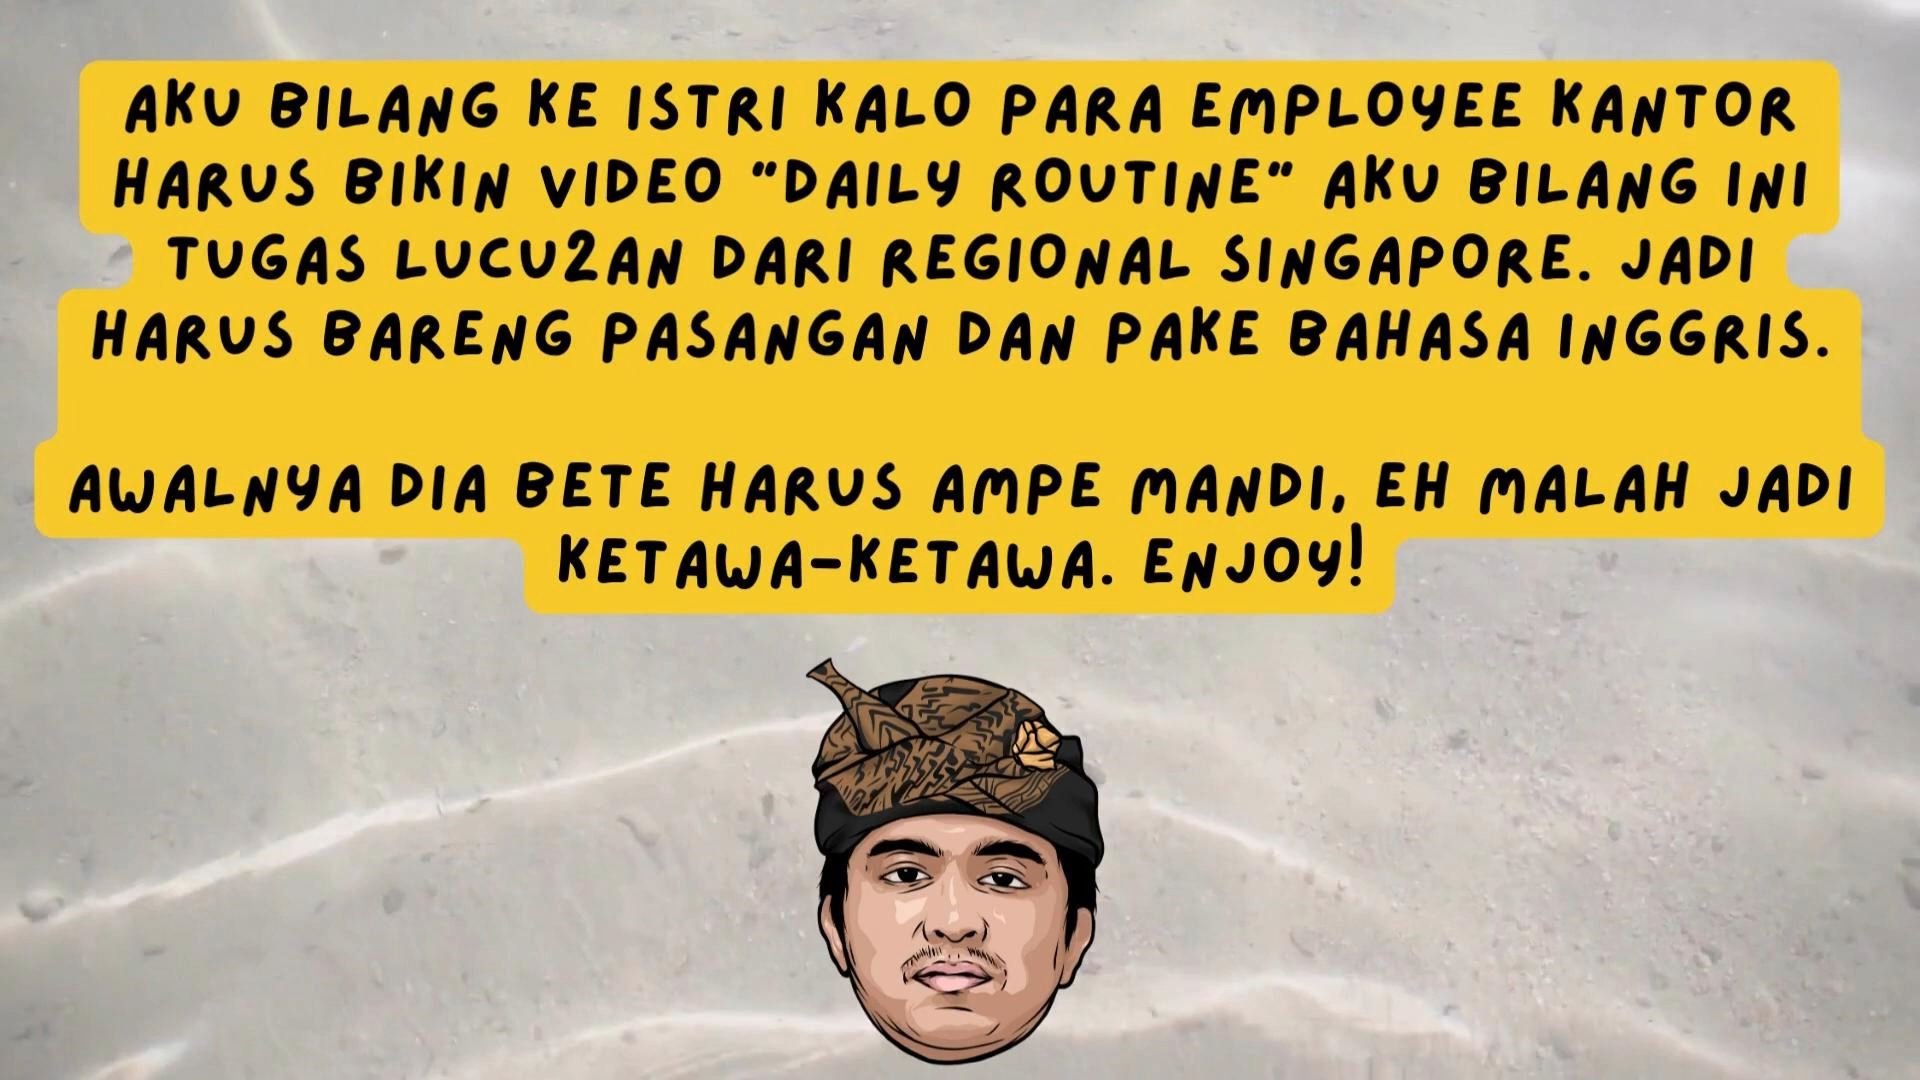 AKU BILANG KE ISTRI KALO PARA EMPLOYEE KANTOR
HARUS BIKIN VIDEO "DAILY ROUTINE" AKU BILANG INI
TUGAS LUCU2AN DARI REGIONAL SINGAPORE. JADI
HARUS BARENG PASANGAN DAN PAKE BAHASA INGGRIS.
AWALNYA DIA BETE HARUS AMPE MANDI, EH MALAH JADI
KETAWA-KETAWA. ENJOY!